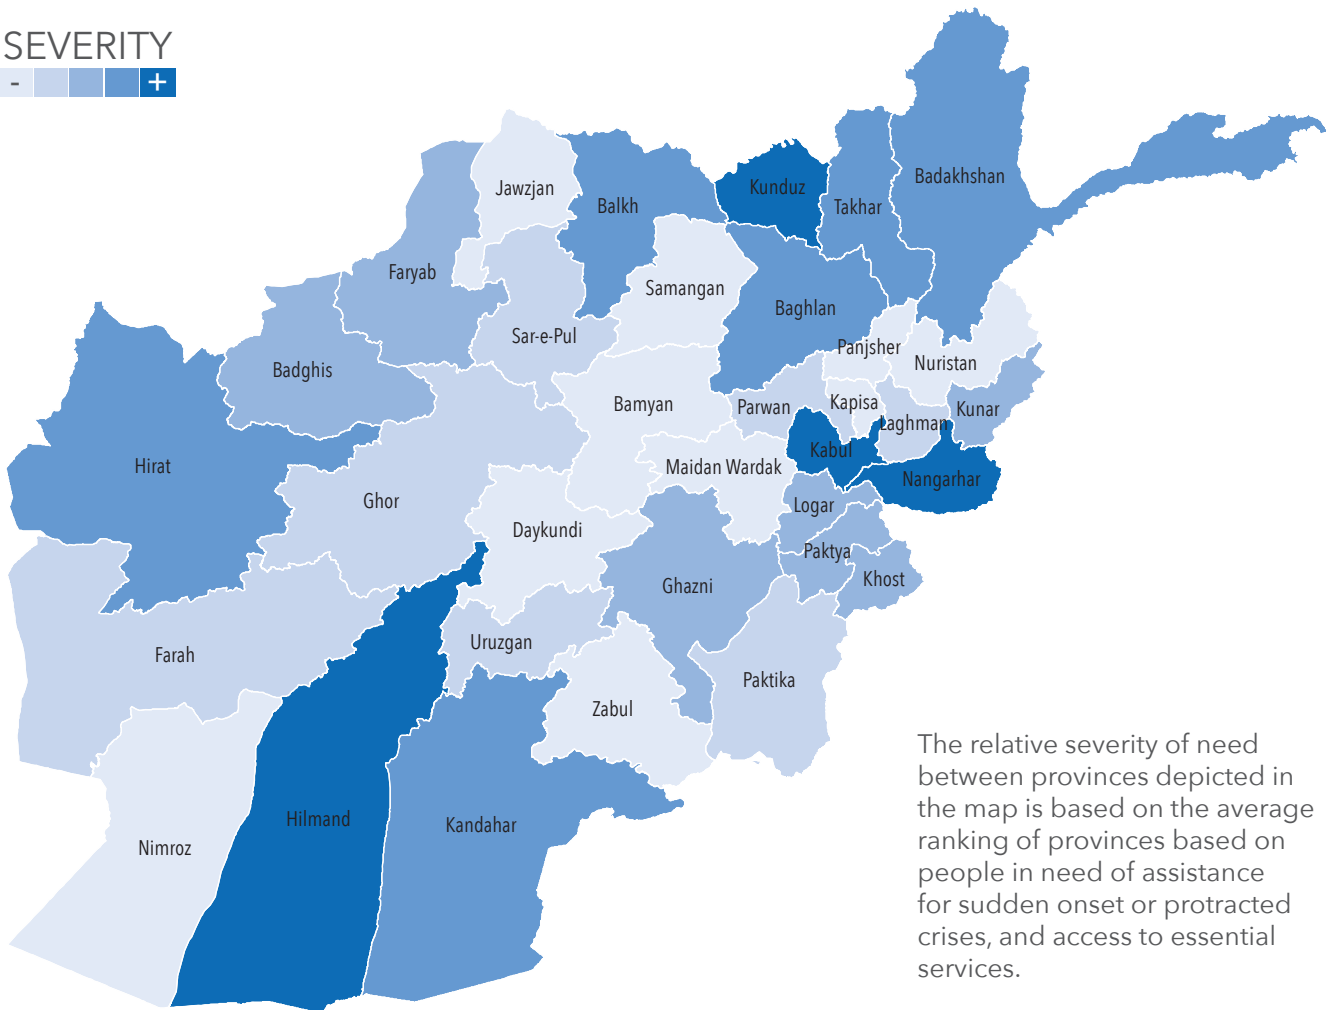 SEVERITY
- +
Jawzjan
Balkh
Kunduz
Takhar
Badakhshan
Faryab
Samangan
Baghlan
Sar-e-Pul
Panjsher
Nuristan
Badghis
Bamyan
Parwan
Kapisa
Laghman
Kunar
Hirat
Maidan Wardak
Kabul
Nangarhar
Ghor
Logar
Daykundi
Paktya
Khost
Ghazni
Uruzgan
Farah
Paktika
Zabul
Hilmand
Kandahar
Nimroz
The relative severity of need
between provinces depicted in
the map is based on the average
ranking of provinces based on
people in need of assistance
for sudden onset or protracted
crises, and access to essential
services.